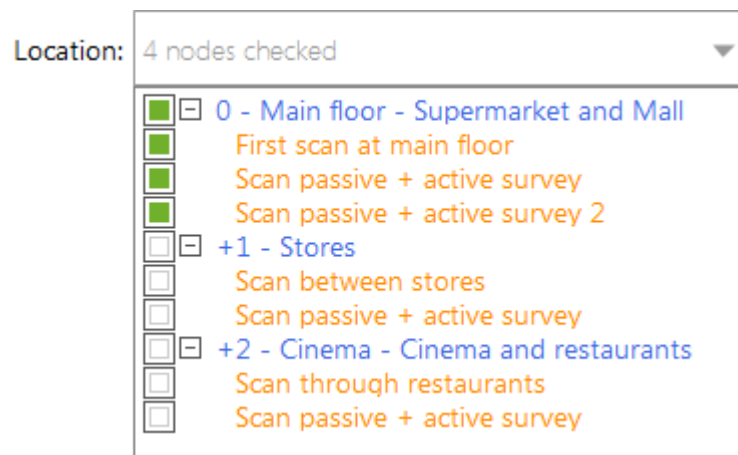 Location: 4 nodes checked
0 - Main floor - Supermarket and Mall
First scan at main floor
Scan passive + active survey
Scan passive + active survey 2
+1 - Stores
Scan between stores
Scan passive + active survey
+2 - Cinema - Cinema and restaurants
Scan through restaurants
Scan passive + active survey